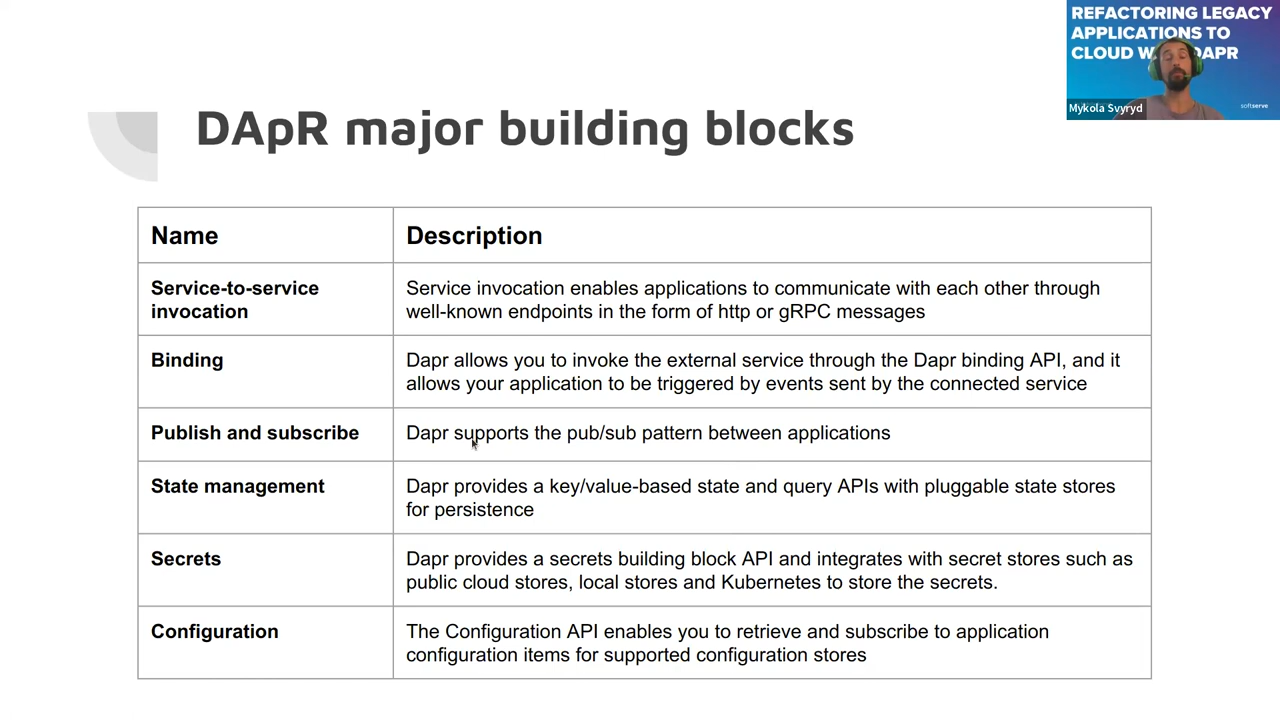 REFACTORING LEGACY
APPLICATIONS TO
CLOUD W DAPR
Mykola Svyryd
softserve
DApR major building blocks
Name
Description
Service-to-service
invocation
Service invocation enables applications to communicate with each other through
well-known endpoints in the form of http or gRPC messages
Binding
Dapr allows you to invoke the external service through the Dapr binding API, and it
allows your application to be triggered by events sent by the connected service
Publish and subscribe
Dapr supports the pub/sub pattern between applications
State management
Dapr provides a key/value-based state and query APIs with pluggable state stores
for persistence
Secrets
Dapr provides a secrets building block API and integrates with secret stores such as
public cloud stores, local stores and Kubernetes to store the secrets.
Configuration
The Configuration API enables you to retrieve and subscribe to application
configuration items for supported configuration stores